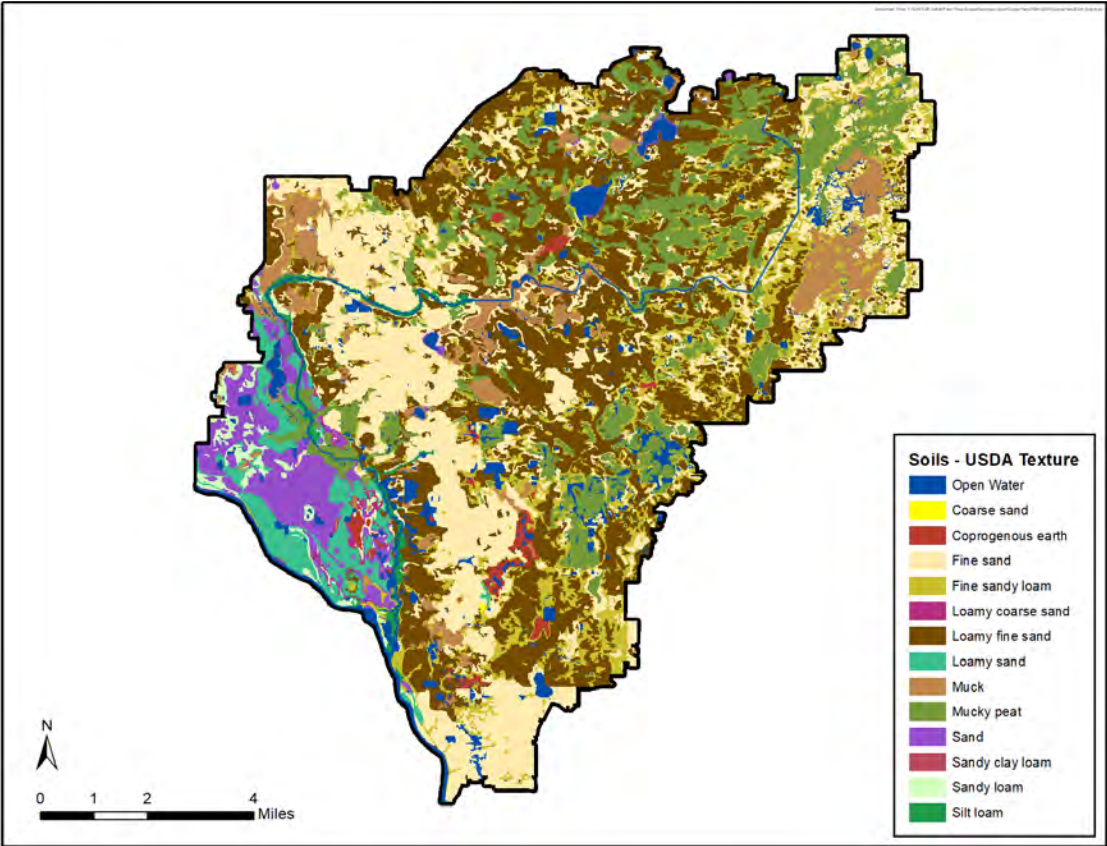 Soils - USDA Texture
Open Water
Coarse sand
Coprogenous earth
Fine sand
Fine sandy loam
Loamy coarse sand
Loamy fine sand
Loamy sand
Muck
Mucky peat
Sand
Sandy clay loam
Sandy loam
Silt loam
N
0 1 2 4
Miles